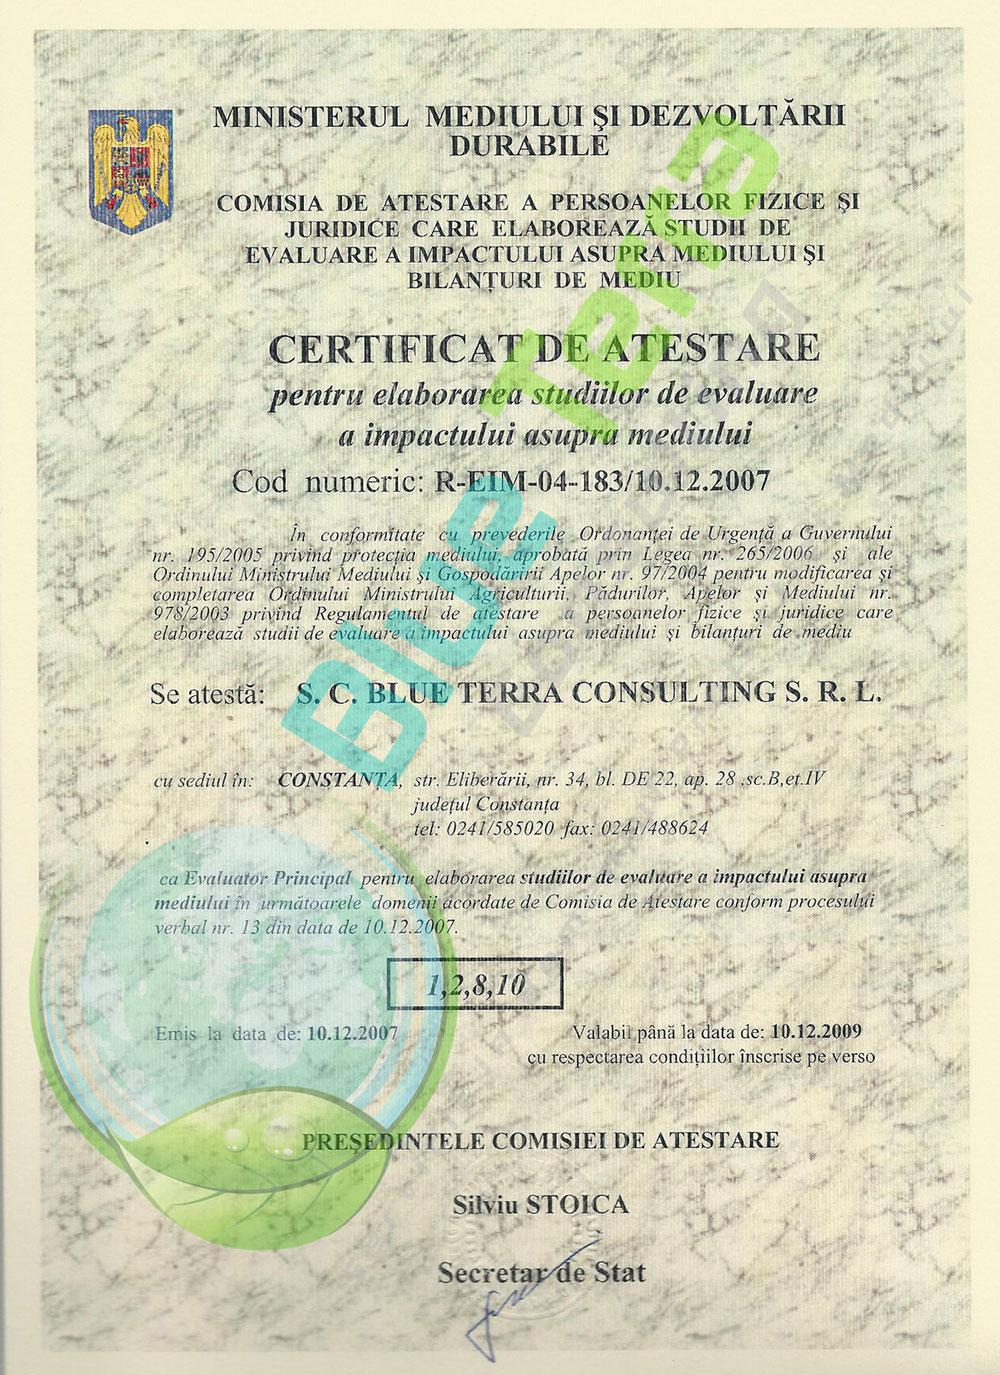 MINISTERUL MEDIULUI ŞI DEZVOLTĂRII
DURABILE
COMISIA DE ATESTARE A PERSOANELOR FIZICE ŞI
JURIDICE CARE ELABOREAZĂ STUDII DE
EVALUARE A IMPACTULUI ASUPRA MEDIULUI ŞI
BILANŢURI DE MEDIU
CERTIFICAT DE ATESTARE
pentru elaborarea studiilor de evaluare
a impactului asupra mediului
Cod numeric: R-EIM-04-183/10.12.2007
În conformitate cu prevederile Ordonanţei de Urgenţă a Guvernului
nr. 195/2005 privind protecţia mediului, aprobată prin Legea nr. 265/2006 şi ale
Ordinului Ministrului Mediului şi Gospodăririi Apelor nr. 97/2004 pentru modificarea şi
completarea Ordinului Ministrului Agriculturii, Pădurilor, Apelor şi Mediului nr.
978/2003 privind Regulamentul de atestare a persoanelor fizice şi juridice care
elaborează studii de evaluare a impactului asupra mediului şi bilanţuri de mediu
Se atestă: S. C. BLUE TERRA CONSULTING S. R. L.
cu sediul în: CONSTANŢA, str. Eliberării, nr. 34, bl. DE 22, ap. 28 ,sc.B,et.IV
judeţul Constanţa
tel: 0241/585020 fax: 0241/488624
ca Evaluator Principal pentru elaborarea studiilor de evaluare a impactului asupra
mediului în următoarele domenii acordate de Comisia de Atestare conform procesului
verbal nr. 13 din data de 10.12.2007.
1,2,8,10
Emis la data de: 10.12.2007 Valabil până la data de: 10.12.2009
cu respectarea condiţiilor înscrise pe verso
PREŞEDINTELE COMISIEI DE ATESTARE
Silviu STOICA
Secretar de Stat
Blue Terra